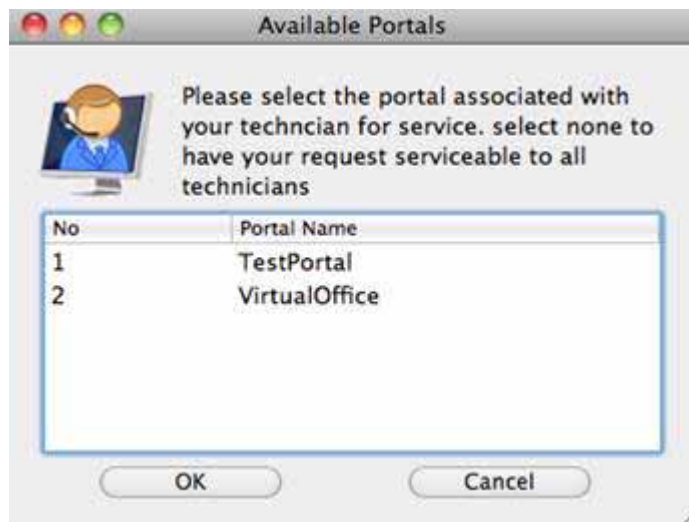 Available Portals
Please select the portal associated with
your techncian for service. select none to
have your request serviceable to all
technicians
No Portal Name
1 TestPortal
2 VirtualOffice
OK Cancel